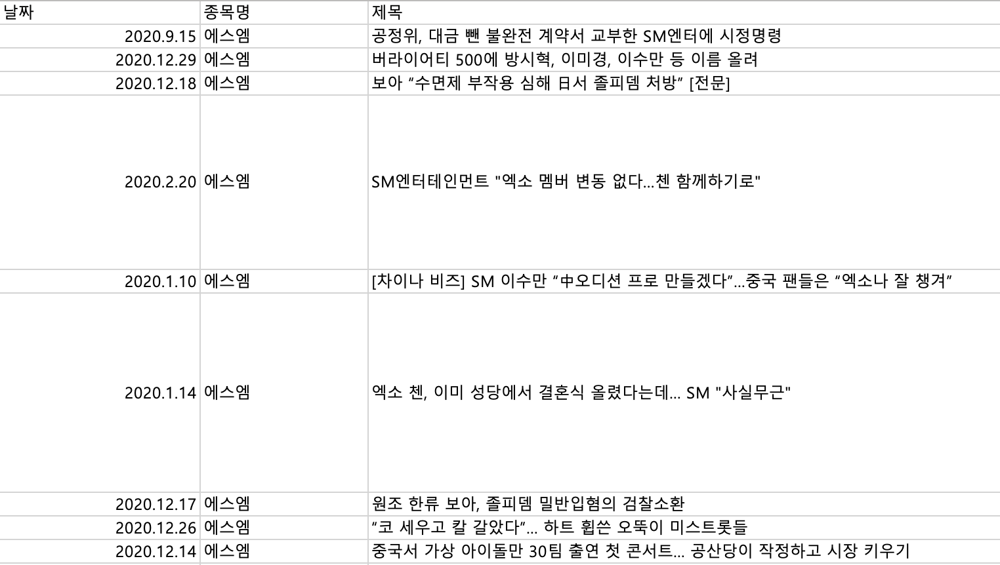 날짜 종목명 제목
2020.9.15 에스엠 공정위, 대금 뺀 불완전 계약서 교부한 SM엔터에 시정명령
2020.12.29 에스엠 버라이어티 500에 방시혁, 이미경, 이수만 등 이름 올려
2020.12.18 에스엠 보아 “수면제 부작용 심해 日서 졸피뎀 처방” [전문]
2020.2.20 에스엠 SM엔터테인먼트 "엑소 멤버 변동 없다...첸 함께하기로"
2020.1.10 에스엠 [차이나 비즈] SM 이수만 “中오디션 프로 만들겠다”...중국 팬들은 “엑소나 잘 챙겨”
2020.1.14 에스엠 엑소 첸, 이미 성당에서 결혼식 올렸다는데... SM "사실무근"
2020.12.17 에스엠 원조 한류 보아, 졸피뎀 밀반입혐의 검찰소환
2020.12.26 에스엠 “코 세우고 칼 갈았다”... 하트 휩쓴 오뚝이 미스트롯들
2020.12.14 에스엠 중국서 가상 아이돌만 30팀 출연 첫 콘서트... 공산당이 작정하고 시장 키우기